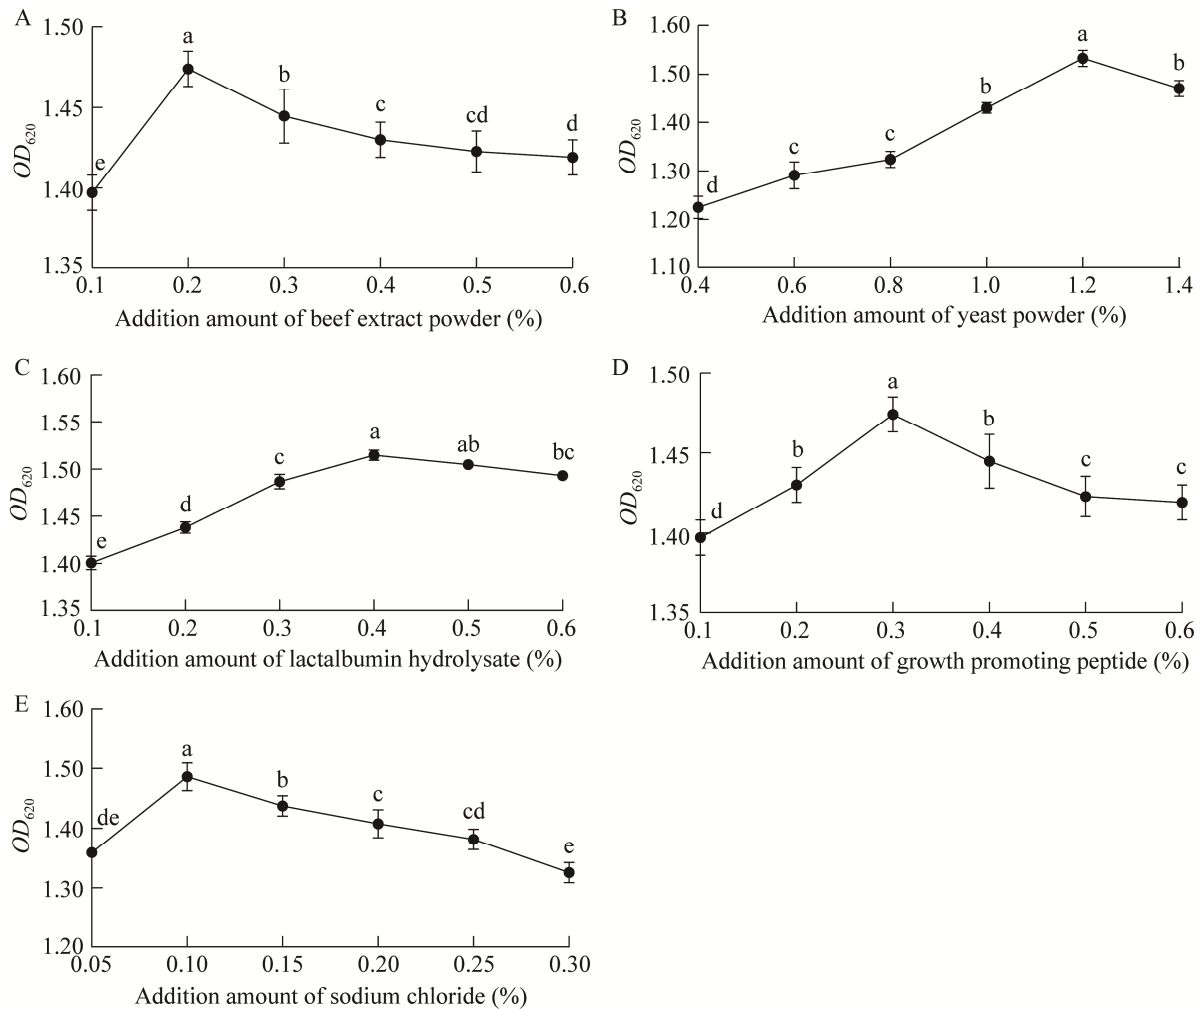 A
1.50
1.45
1.40
1.35
OD620
e
a
b
c
cd
d
0.1 0.2 0.3 0.4 0.5 0.6
Addition amount of beef extract powder (%)
B
1.60
1.50
1.40
1.30
1.20
1.10
OD620
d
c
c
b
a
b
0.4 0.6 0.8 1.0 1.2 1.4
Addition amount of yeast powder (%)
C
1.60
1.55
1.50
1.45
1.40
1.35
OD620
e
d
c
a
ab
bc
0.1 0.2 0.3 0.4 0.5 0.6
Addition amount of lactalbumin hydrolysate (%)
D
1.50
1.45
1.40
1.35
OD620
d
b
a
b
c
c
0.1 0.2 0.3 0.4 0.5 0.6
Addition amount of growth promoting peptide (%)
E
1.60
1.50
1.40
1.30
1.20
OD620
de
a
b
c
cd
e
0.05 0.10 0.15 0.20 0.25 0.30
Addition amount of sodium chloride (%)